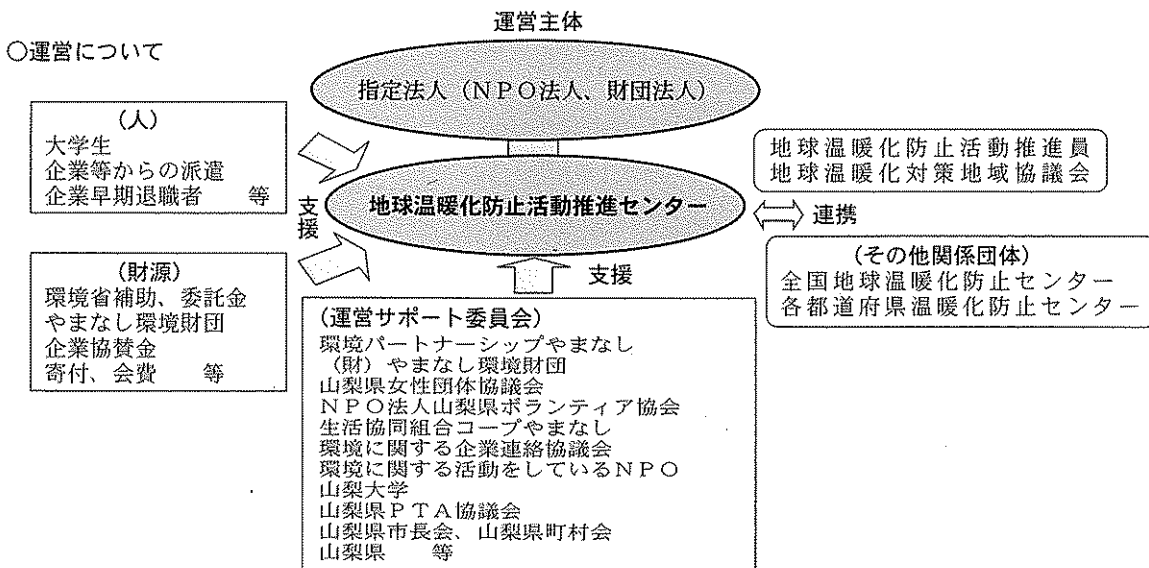 運営主体
○運営について
指定法人（ＮＰＯ法人、財団法人）
（人）
大学生
企業等からの派遣
企業早期退職者　　等
支援
地球温暖化防止活動推進センター
地球温暖化防止活動推進員
地球温暖化対策地域協議会
連携
（その他関係団体）
全国地球温暖化防止センター
各都道府県温暖化防止センター
（財源）
環境省補助、委託金
やまなし環境財団
企業協賛金
寄付、会費　　等
支援
（運営サポート委員会）
環境パートナーシップやまなし
（財）やまなし環境財団
山梨県女性団体協議会
ＮＰＯ法人山梨県ボランティア協会
生活協同組合コープやまなし
環境に関する企業連絡協議会
環境に関する活動をしているＮＰＯ
山梨大学
山梨県ＰＴＡ協議会
山梨県市長会、山梨県町村会
山梨県　　等